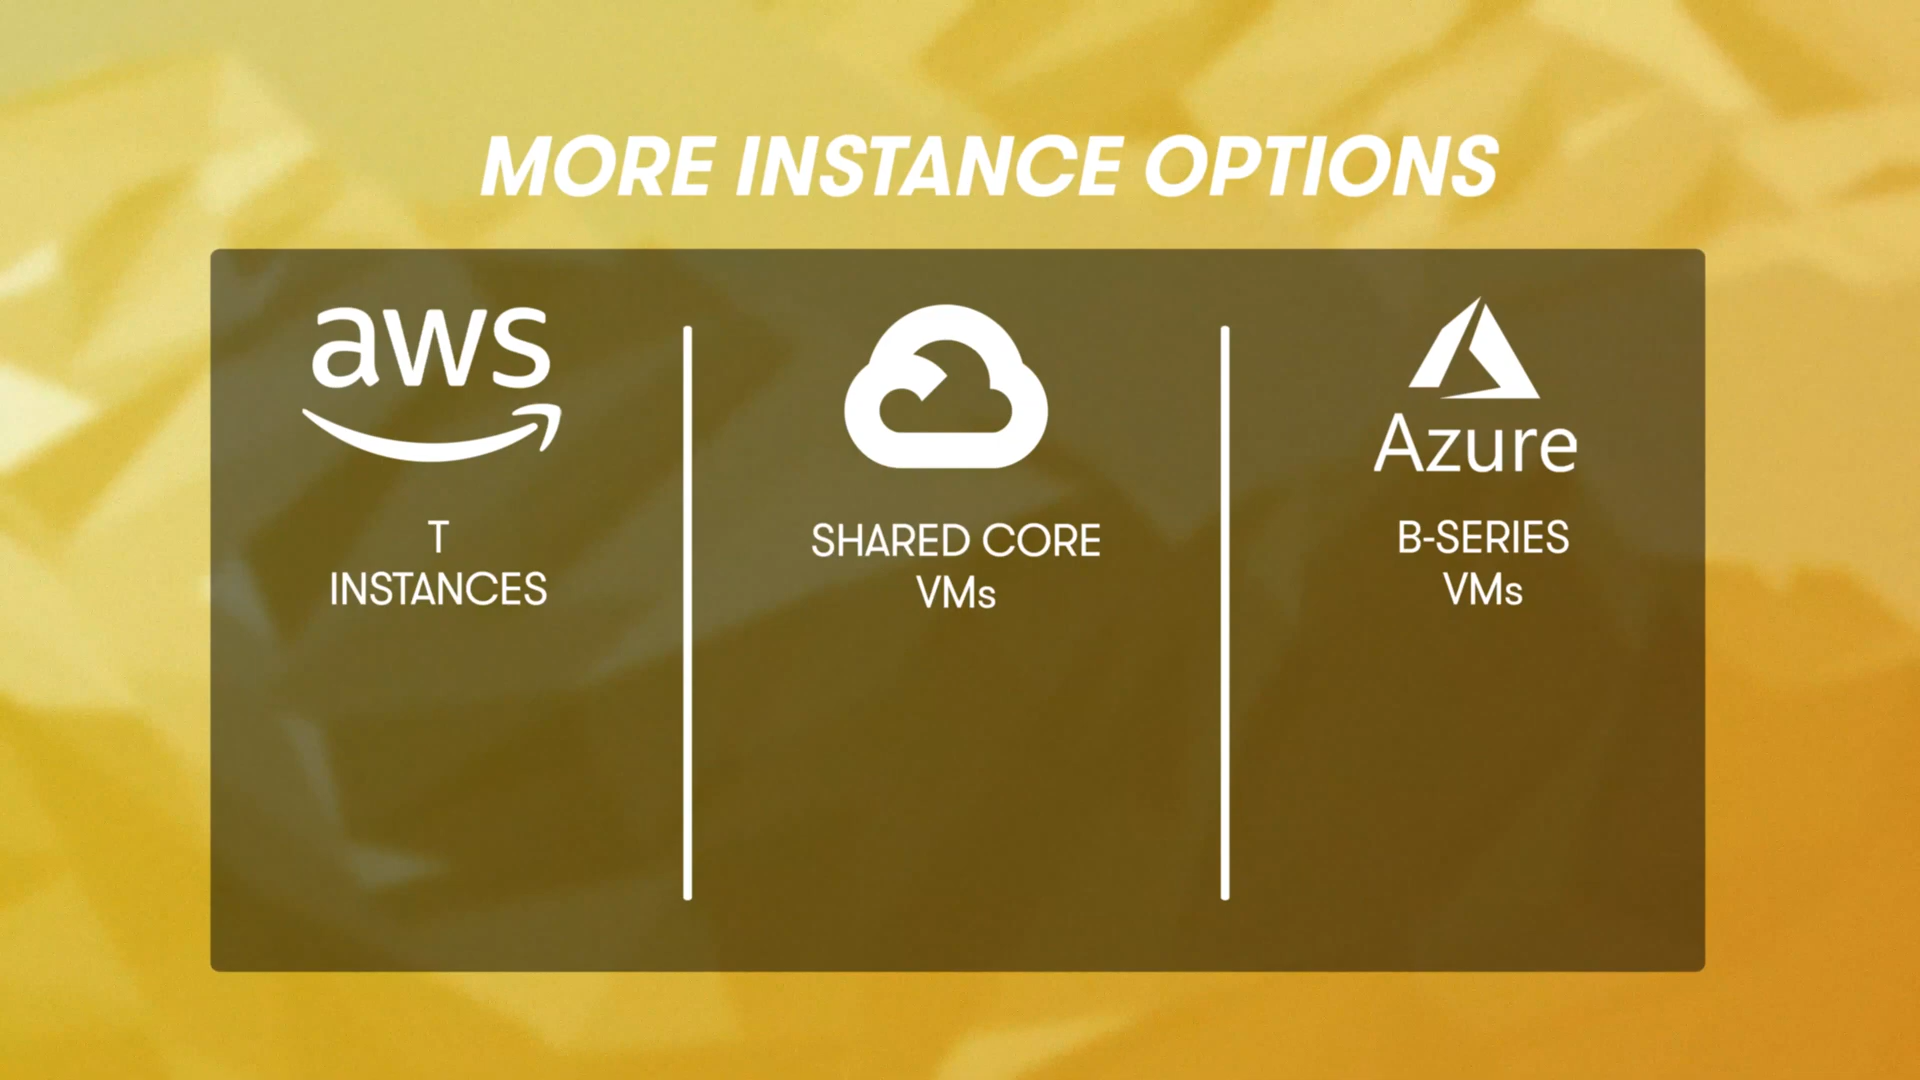 MORE INSTANCE OPTIONS
aws
T
INSTANCES
SHARED CORE
VMs
Azure
B-SERIES
VMs